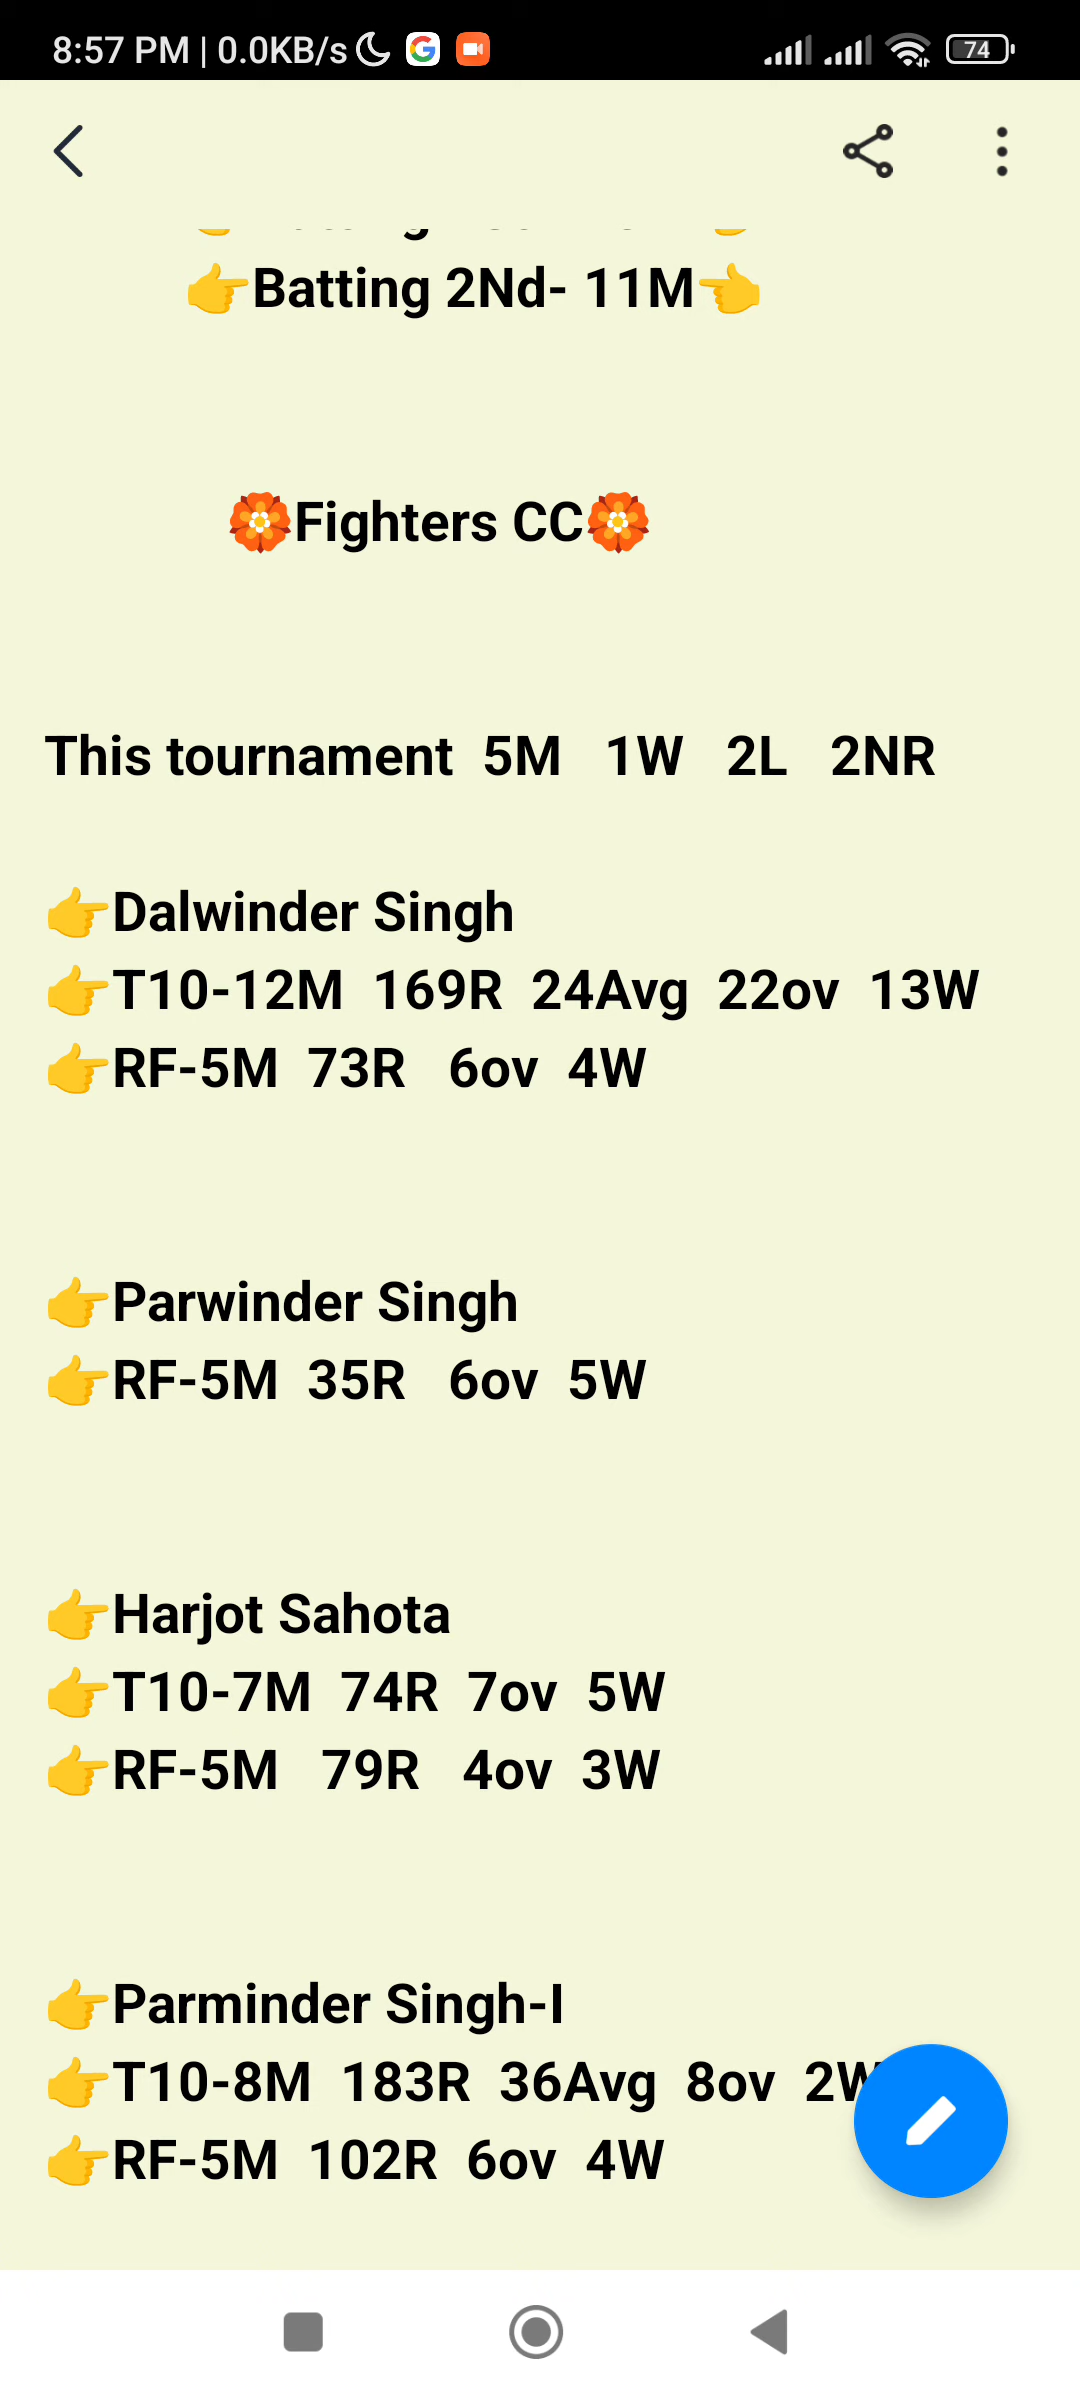 8:57 PM | 0.0KB/s
74
👉Batting 2Nd- 11M👈
🏵️Fighters CC🏵️
This tournament 5M 1W 2L 2NR
👉Dalwinder Singh
👉T10-12M 169R 24Avg 22ov 13W
👉RF-5M 73R 6ov 4W
👉Parwinder Singh
👉RF-5M 35R 6ov 5W
👉Harjot Sahota
👉T10-7M 74R 7ov 5W
👉RF-5M 79R 4ov 3W
👉Parminder Singh-I
👉T10-8M 183R 36Avg 8ov 2W
👉RF-5M 102R 6ov 4W